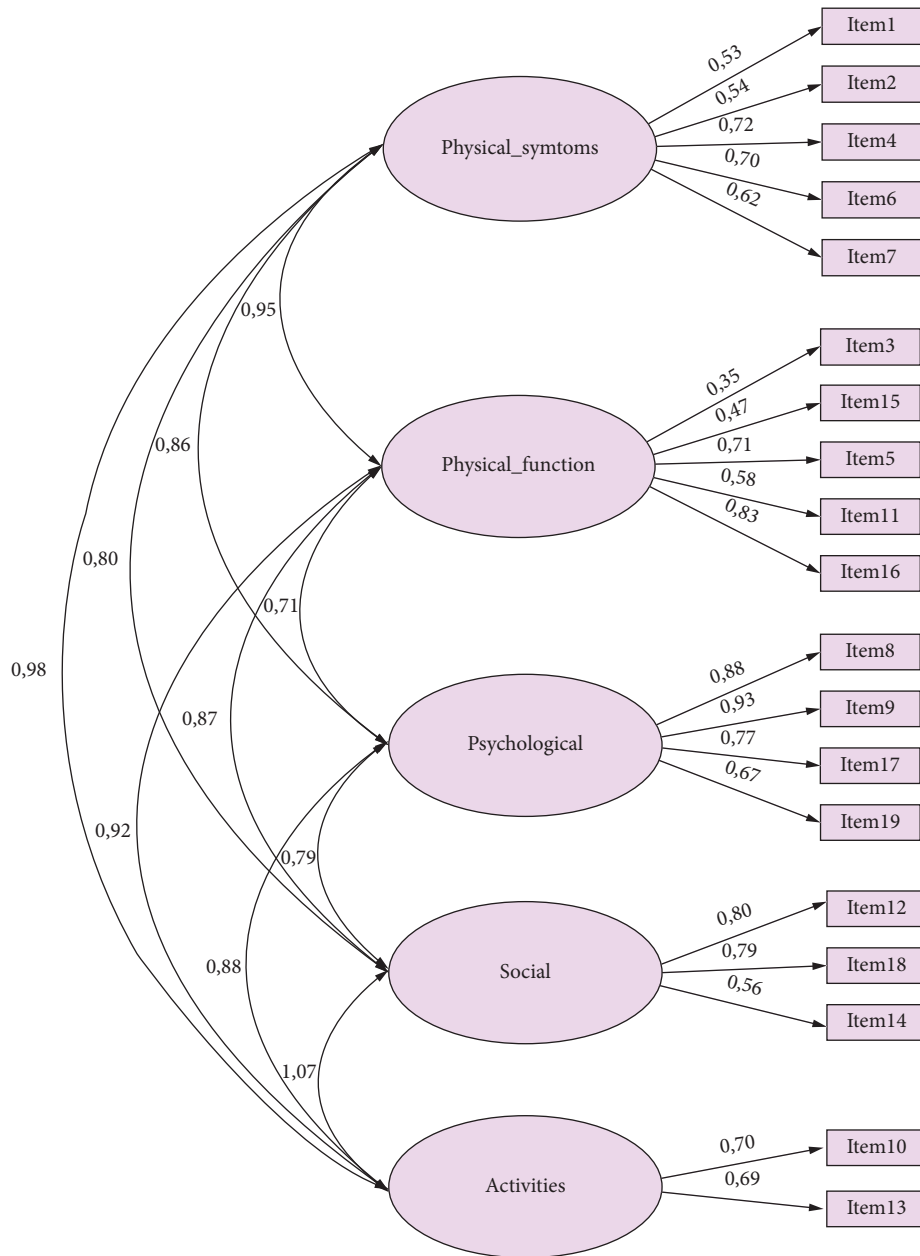 Physical_symtoms
0,53
Item1
0,54
Item2
0,72
Item4
0,70
Item6
0,62
Item7
0,95
0,86
0,80
0,98
Physical_function
0,35
Item3
0,47
Item15
0,71
Item5
0,58
Item11
0,83
Item16
0,71
0,87
0,92
Psychological
0,88
Item8
0,93
Item9
0,77
Item17
0,67
Item19
0,79
0,88
Social
0,80
Item12
0,79
Item18
0,56
Item14
1,07
Activities
0,70
Item10
0,69
Item13